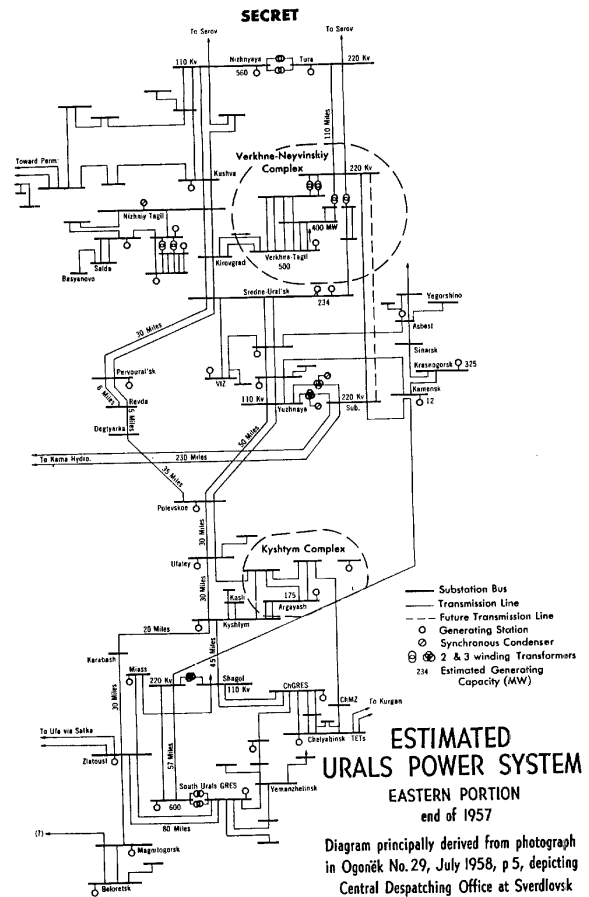 SECRET
To Serov
To Serov
110 Kv
Nizhnyaya
Tura
220 Kv
560
110 Miles
Verkhne-Neyvinskiy
Complex
220 Kv
Toward Perm:
Kushva
Nizhniy Tagil
400 MW
Basyanovo
Salda
Kirovgrad
Verkhne-Tagil
500
Sredne-Ural'sk
234
Yegorshino
Asbest
Sinarsk
Krasnogorsk
325
Kamensk
12
30 Miles
Pervoural'sk
VIZ
6 Miles
Revda
5 Miles
Degtyarka
110 Kv
Yuzhnaya
220 Kv
Sub.
50 Miles
To Kama Hydro.
230 Miles
35 Miles
Polevskoe
30 Miles
Kyshtym Complex
Ufaley
30 Miles
Kasli
175
Argayash
Kyshtym
20 Miles
45 Miles
Karabash
Miass
220 Kv
Shagol
110 Kv
ChGRES
ChMZ
To Kurgan
30 Miles
Chelyabinsk
TETs
To Ufa via Satka
Zlatoust
57 Miles
South Urals GRES
600
Yemanzhelinsk
80 Miles
(?)
Magnitogorsk
Beloretsk
Substation Bus
Transmission Line
Future Transmission Line
Generating Station
Synchronous Condenser
2 & 3 winding Transformers
234 Estimated Generating
Capacity (MW)
ESTIMATED
URALS POWER SYSTEM
EASTERN PORTION
end of 1957
Diagram principally derived from photograph
in Ogonëk No. 29, July 1958, p 5, depicting
Central Despatching Office at Sverdlovsk